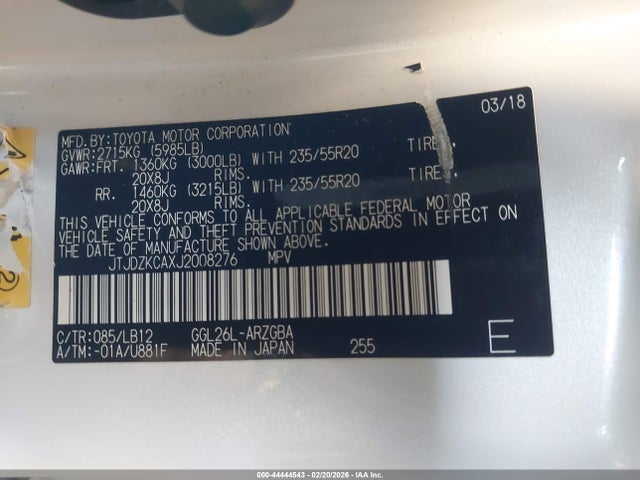 03/18
MFD.BY:TOYOTA MOTOR CORPORATION
GVWR:2715KG (5985LB)
GAWR:FRT. 1360KG (3000LB) WITH 235/55R20 TIRE
20X8J RIMS.
RR. 1460KG (3215LB) WITH 235/55R20 TIRE
20X8J RIMS.
THIS VEHICLE CONFORMS TO ALL APPLICABLE FEDERAL MOTOR
VEHICLE SAFETY AND THEFT PREVENTION STANDARDS IN EFFECT ON
THE DATE OF MANUFACTURE SHOWN ABOVE.
JTJDZKCAXJ2008276 MPV
C/TR:085/LB12 GGL26L-ARZGBA
A/TM:-01A/U881F MADE IN JAPAN 255 E
2
000-44444543 - 02/20/2026 - IAA Inc.